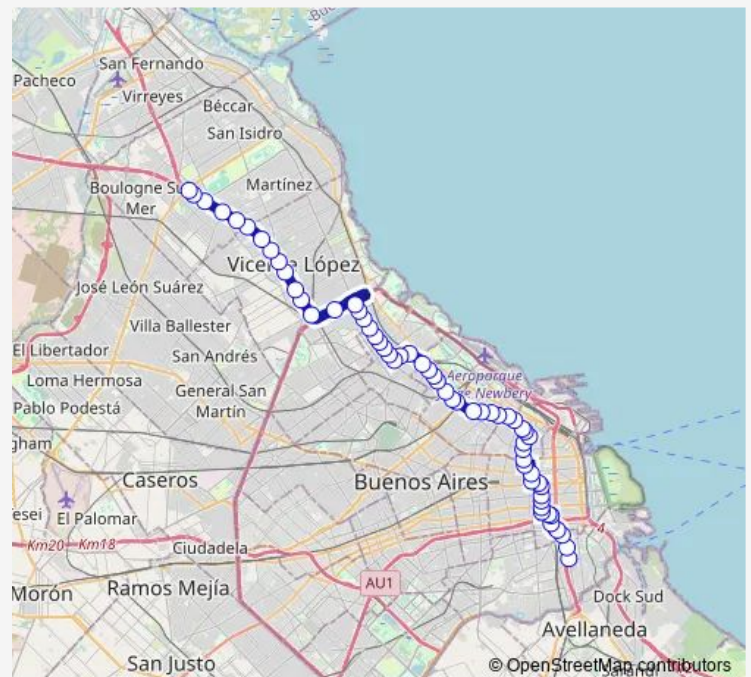 San Fernando
Pacheco
Virreyes
Béccar
San Isidro
Boulogne Su
Mer
Martínez
Vicente López
José León Suárez
Villa Ballester
El Libertador
San Andrés
Loma Hermosa
General San
Martín
Pablo Podestá
Aeroparque
Newbery
gham
Caseros
Buenos Aires
esei
El Palomar
Km20
Km18
Ciudadela
4
AU1
Morón
Ramos Mejía
Dock Sud
Avellaneda
San Justo
© OpenStreetMap contributors